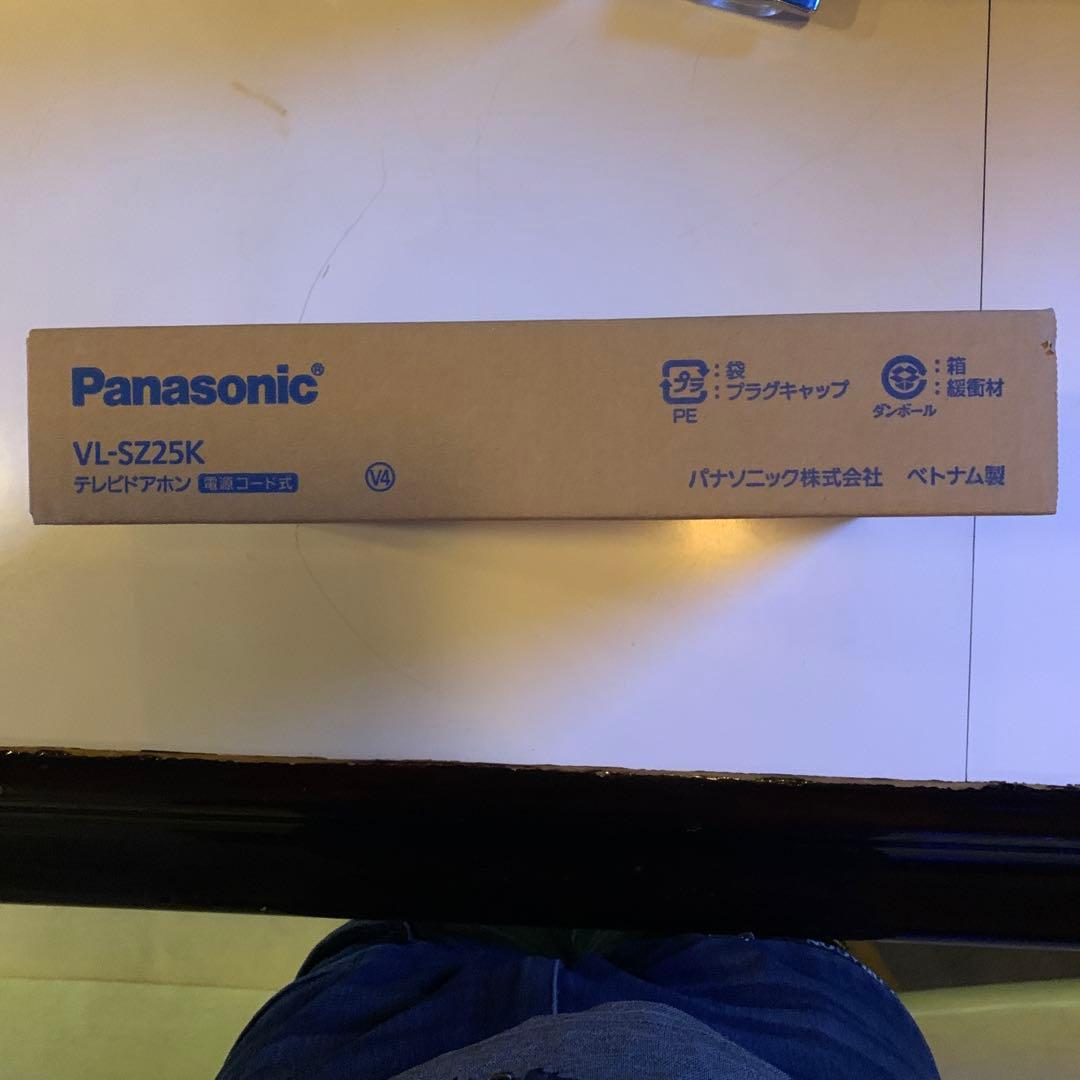 Panasonic®
VL-SZ25K
テレビドアホン 電源コード式
V4
プラ
PE
：袋
：プラグキャップ
ダンボール
：箱
：緩衝材
パナソニック株式会社 ベトナム製